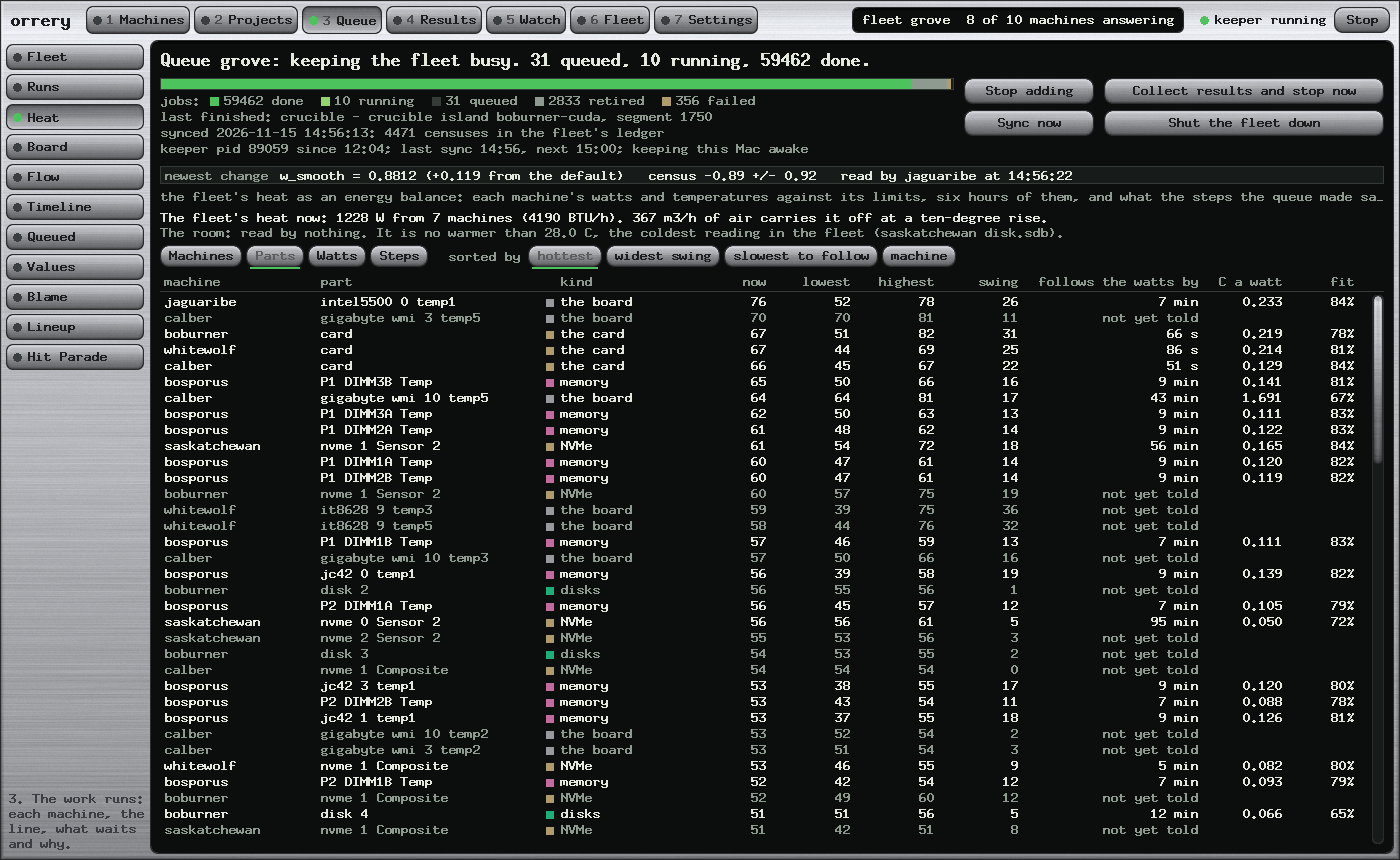 orrery 1 Machines 2 Projects 3 Queue 4 Results 5 Watch 6 Fleet 7 Settings fleet grove 8 of 10 machines answering keeper running Stop
Fleet
Runs
Heat
Board
Flow
Timeline
Queued
Values
Blame
Lineup
Hit Parade
3. The work runs:
each machine, the
line, what waits
and why.
Queue grove: keeping the fleet busy. 31 queued, 10 running, 59462 done.
jobs: 59462 done 10 running 31 queued 2833 retired 356 failed
last finished: crucible - crucible island boburner-cuda, segment 1750
synced 2026-11-15 14:56:13: 4471 censuses in the fleet's ledger
keeper pid 89059 since 12:04; last sync 14:56, next 15:00; keeping this Mac awake
Stop adding Collect results and stop now
Sync now Shut the fleet down
newest change w_smooth = 0.8812 (+0.119 from the default) census -0.89 +/- 0.92 read by jaguaribe at 14:56:22
the fleet's heat as an energy balance: each machine's watts and temperatures against its limits, six hours of them, and what the steps the queue made sa…
The fleet's heat now: 1228 W from 7 machines (4190 BTU/h). 367 m3/h of air carries it off at a ten-degree rise.
The room: read by nothing. It is no warmer than 28.0 C, the coldest reading in the fleet (saskatchewan disk.sdb).
Machines Parts Watts Steps sorted by hottest widest swing slowest to follow machine
machine part kind now lowest highest swing follows the watts by C a watt fit
jaguaribe intel5500 0 temp1 the board 76 52 78 26 7 min 0.233 84%
calber gigabyte wmi 3 temp5 the board 70 70 81 11 not yet told
boburner card the card 67 51 82 31 66 s 0.219 78%
whitewolf card the card 67 44 69 25 86 s 0.214 81%
calber card the card 66 45 67 22 51 s 0.129 84%
bosporus P1 DIMM3B Temp memory 65 50 66 16 9 min 0.141 81%
calber gigabyte wmi 10 temp5 the board 64 64 81 17 43 min 1.691 67%
bosporus P1 DIMM3A Temp memory 62 50 63 13 9 min 0.111 83%
bosporus P1 DIMM2A Temp memory 61 48 62 14 9 min 0.122 83%
saskatchewan nvme 1 Sensor 2 NVMe 61 54 72 18 56 min 0.165 84%
bosporus P1 DIMM1A Temp memory 60 47 61 14 9 min 0.120 82%
bosporus P1 DIMM2B Temp memory 60 47 61 14 9 min 0.119 82%
boburner nvme 1 Sensor 2 NVMe 60 57 75 19 not yet told
whitewolf it8628 9 temp3 the board 59 39 75 36 not yet told
whitewolf it8628 9 temp5 the board 58 44 76 32 not yet told
bosporus P1 DIMM1B Temp memory 57 46 59 13 7 min 0.111 83%
calber gigabyte wmi 10 temp3 the board 57 50 66 16 not yet told
bosporus jc42 0 temp1 memory 56 39 58 19 9 min 0.139 82%
boburner disk 2 disks 56 55 56 1 not yet told
bosporus P2 DIMM1A Temp memory 56 45 57 12 7 min 0.105 79%
saskatchewan nvme 0 Sensor 2 NVMe 56 56 61 5 95 min 0.050 72%
saskatchewan nvme 2 Sensor 2 NVMe 55 53 56 3 not yet told
boburner disk 3 disks 54 53 55 2 not yet told
calber nvme 1 Composite NVMe 54 54 54 0 not yet told
bosporus jc42 3 temp1 memory 53 38 55 17 9 min 0.120 80%
bosporus P2 DIMM2B Temp memory 53 43 54 11 7 min 0.088 78%
bosporus jc42 1 temp1 memory 53 37 55 18 9 min 0.126 81%
calber gigabyte wmi 10 temp2 the board 53 52 54 2 not yet told
calber gigabyte wmi 3 temp2 the board 53 51 54 3 not yet told
whitewolf nvme 1 Composite NVMe 53 46 55 9 5 min 0.082 80%
bosporus P2 DIMM1B Temp memory 52 42 54 12 7 min 0.093 79%
boburner nvme 1 Composite NVMe 52 49 60 12 not yet told
boburner disk 4 disks 51 51 56 5 12 min 0.066 65%
saskatchewan nvme 1 Composite NVMe 51 42 51 8 not yet told